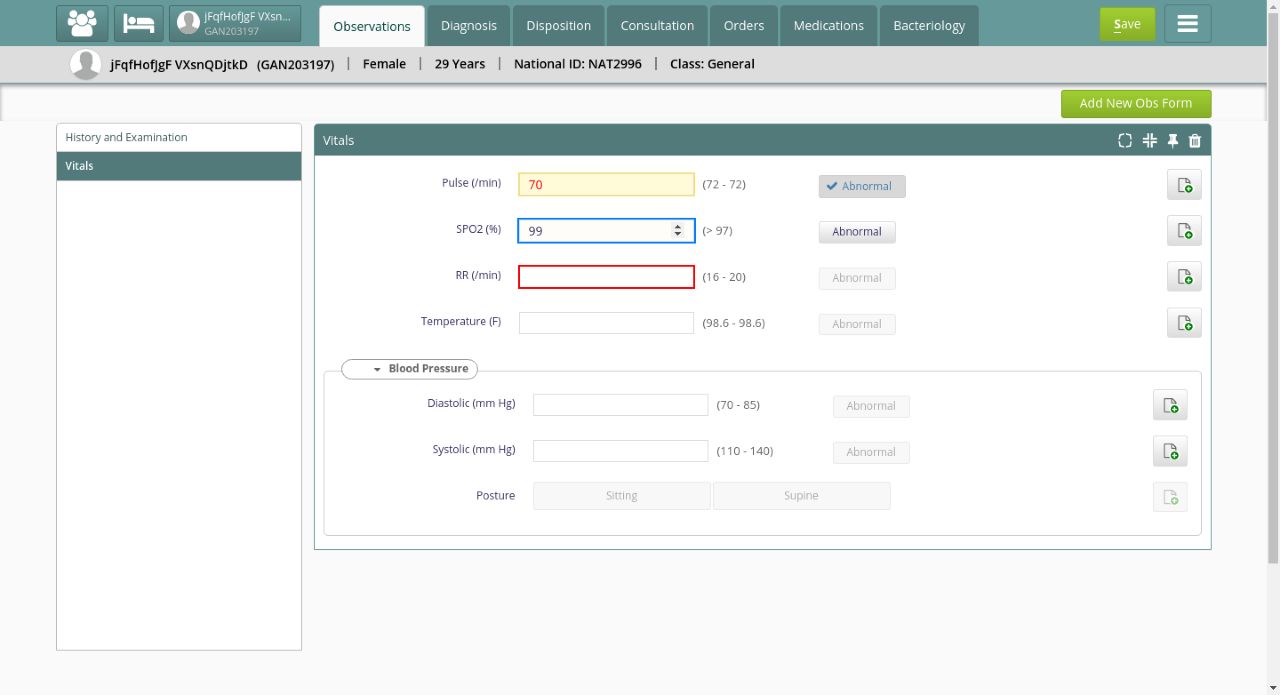 jFqfHofJgF VXsn...
GAN203197
Observations
Diagnosis
Disposition
Consultation
Orders
Medications
Bacteriology
Save
jFqfHofJgF VXsnQDjtkD (GAN203197) | Female | 29 Years | National ID: NAT2996 | Class: General
Add New Obs Form
History and Examination
Vitals
Vitals
Pulse (/min) 70 (72 - 72) Abnormal
SPO2 (%) 99 (> 97) Abnormal
RR (/min) (16 - 20) Abnormal
Temperature (F) (98.6 - 98.6) Abnormal
Blood Pressure
Diastolic (mm Hg) (70 - 85) Abnormal
Systolic (mm Hg) (110 - 140) Abnormal
Posture Sitting Supine